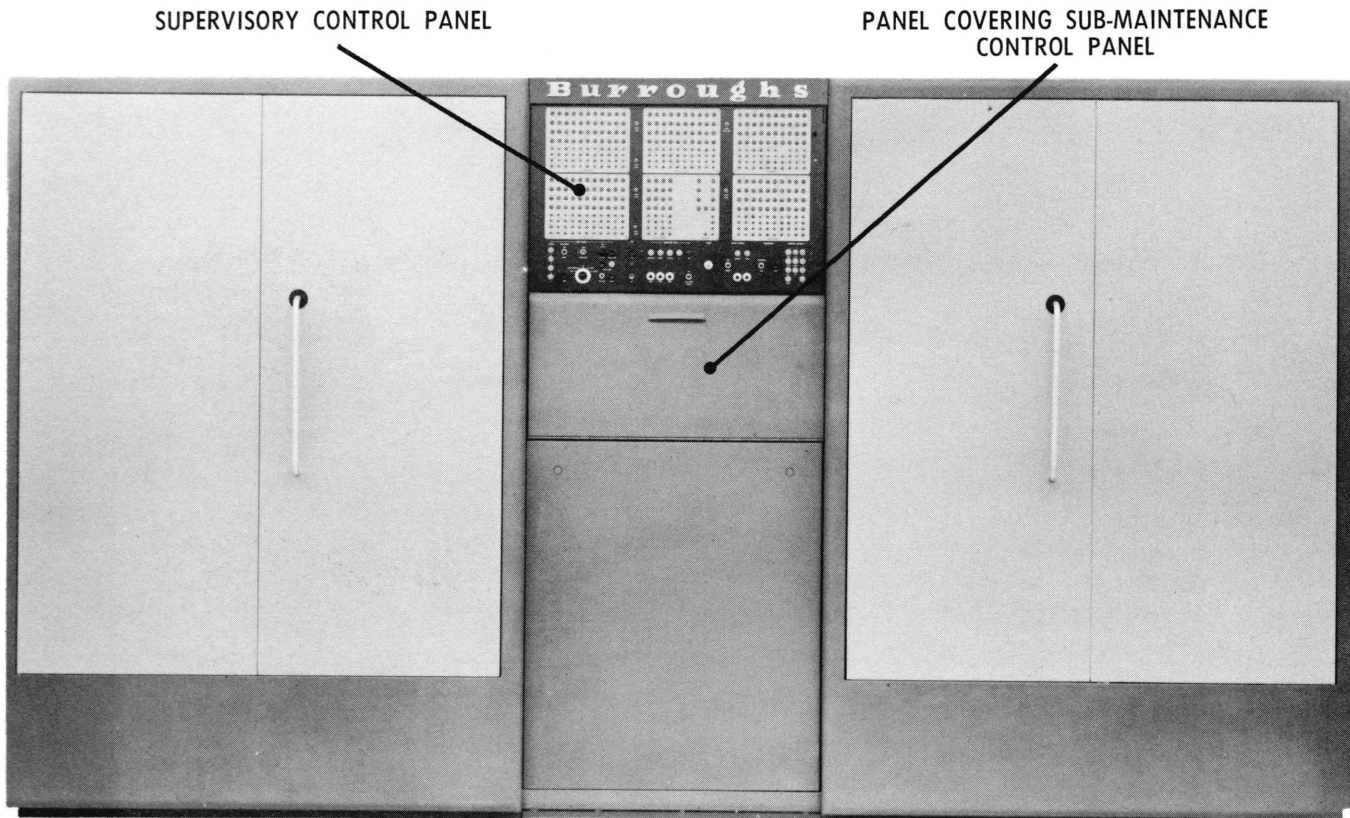 SUPERVISORY CONTROL PANEL
PANEL COVERING SUB-MAINTENANCE
CONTROL PANEL
Burroughs